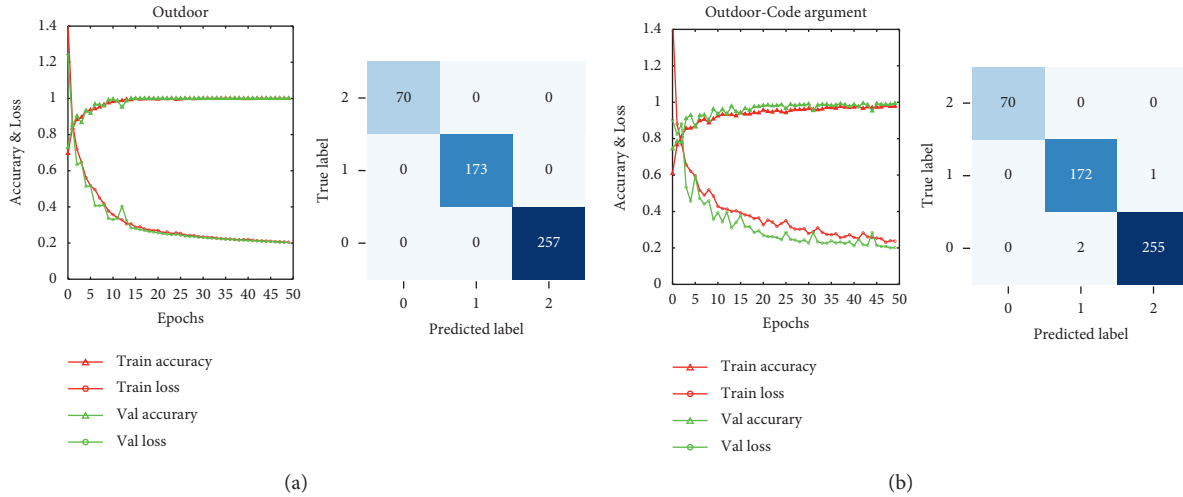 Outdoor
Accurary & Loss
1.4
1.2
1
0.8
0.6
0.4
0.2
0
0 5 10 15 20 25 30 35 40 45 50
Epochs
Train accuracy
Train loss
Val accurary
Val loss
True label
2 70 0 0
1 0 173 0
0 0 0 257
0 1 2
Predicted label
(a)
Outdoor-Code argument
Accurary & Loss
1.4
1.2
1
0.8
0.6
0.4
0.2
0
0 5 10 15 20 25 30 35 40 45 50
Epochs
Train accuracy
Train loss
Val accurary
Val loss
True label
2 70 0 0
1 0 172 1
0 0 2 255
0 1 2
Predicted label
(b)